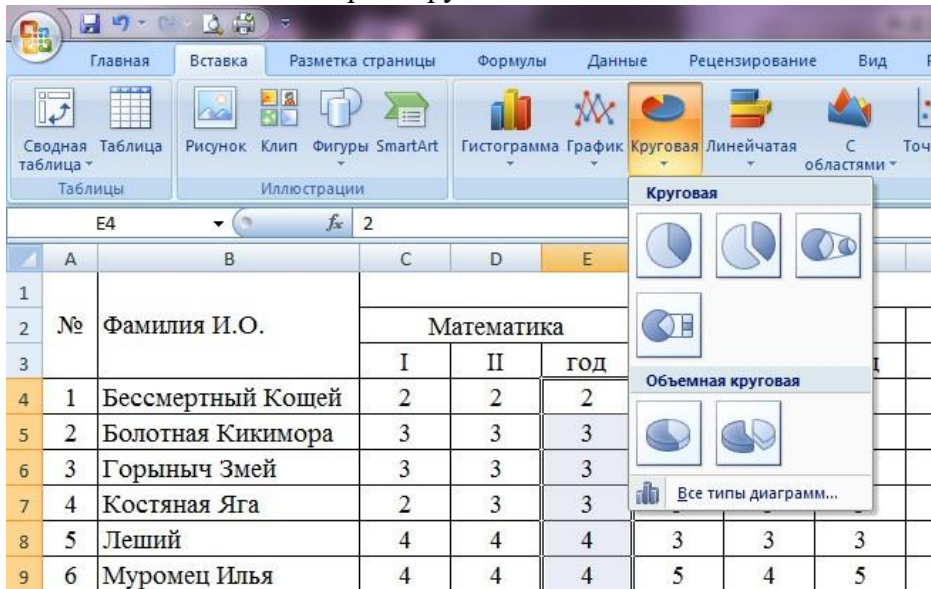 Главная Вставка Разметка страницы Формулы Данные Рецензирование Вид
Сводная таблица Таблица Рисунок Клип Фигуры SmartArt Гистограмма График Круговая Линейчатая С областями Точ
Таблицы Иллюстрации
Круговая
E4 fx 2
A B C D E
1
2 № Фамилия И.О. Математика
3 I II год
Объемная круговая
4 1 Бессмертный Кощей 2 2 2
5 2 Болотная Кикимора 3 3 3
6 3 Горыныч Змей 3 3 3
Все типы диаграмм...
7 4 Костяная Яга 2 3 3
8 5 Леший 4 4 4 3 3 3
9 6 Муромец Илья 4 4 4 5 4 5